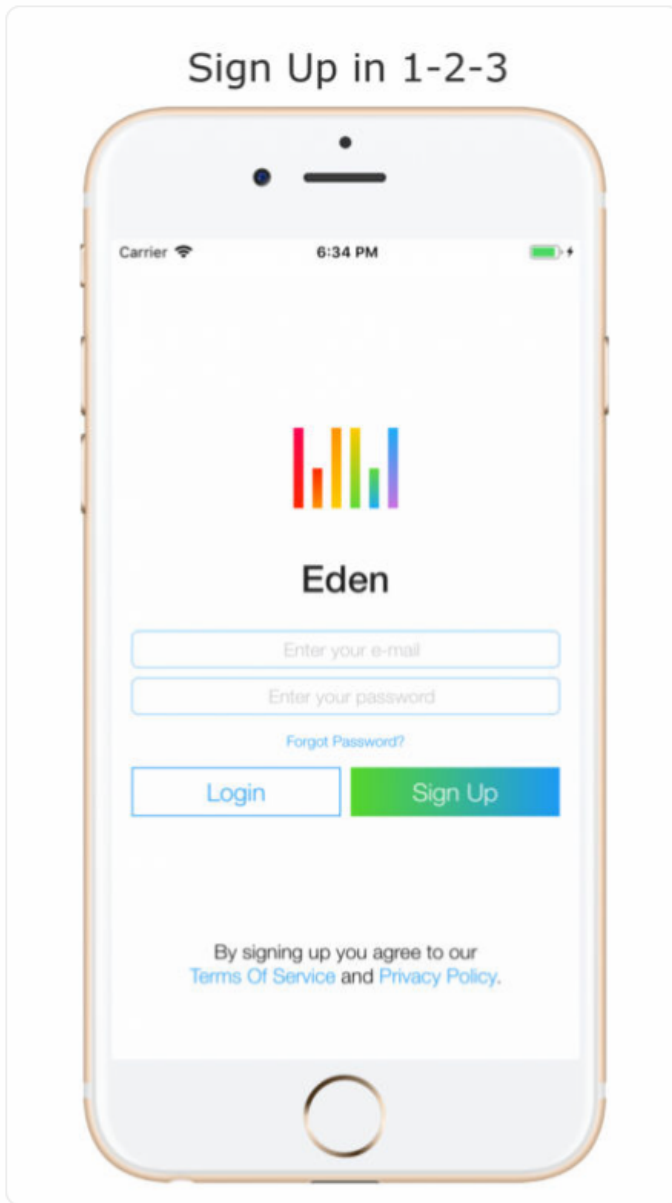 Sign Up in 1-2-3
Carrier 6:34 PM
Eden
Enter your e-mail
Enter your password
Forgot Password?
Login Sign Up
By signing up you agree to our
Terms Of Service and Privacy Policy.